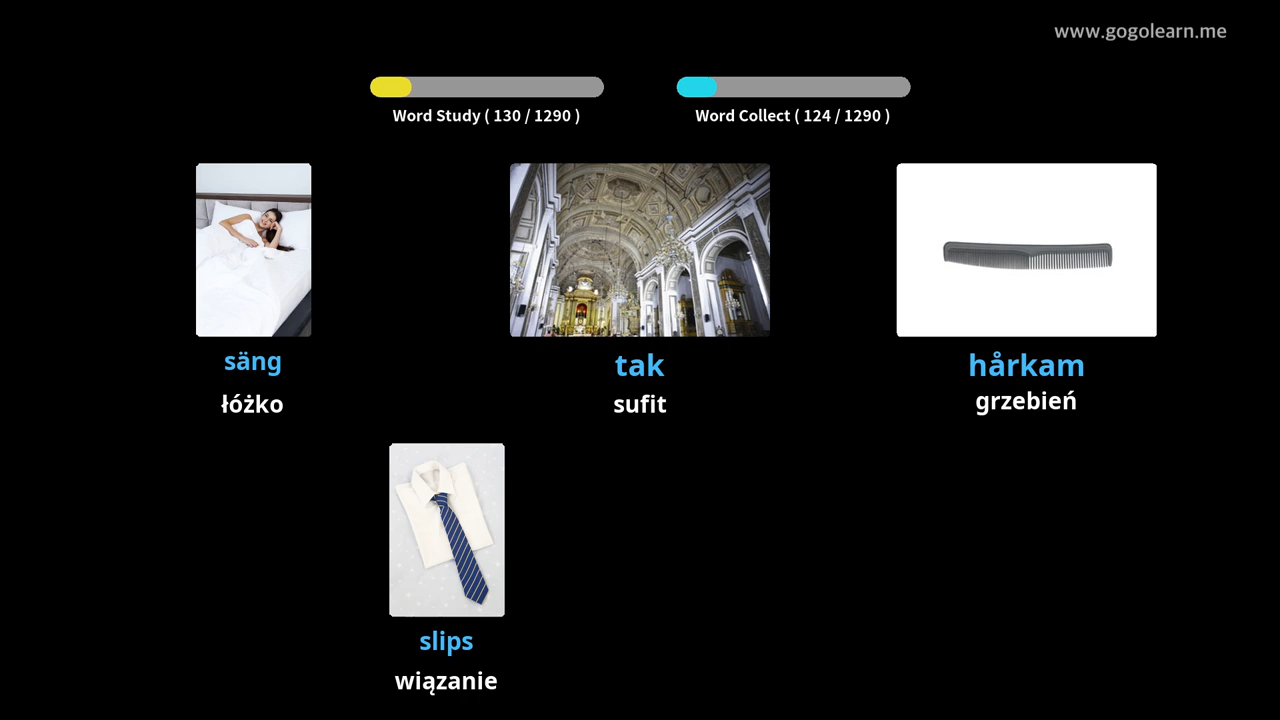 www.gogolearn.me
Word Study ( 130 / 1290 )
Word Collect ( 124 / 1290 )
säng
tak
hårkam
łóżko
sufit
grzebień
slips
wiązanie